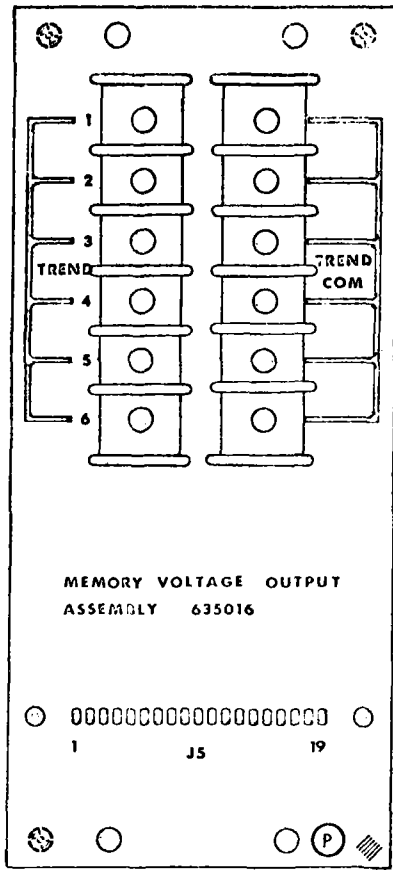 1
2
3
TREND
TREND
COM
4
5
6
MEMORY VOLTAGE OUTPUT
ASSEMBLY 635016
1 19
J5
P